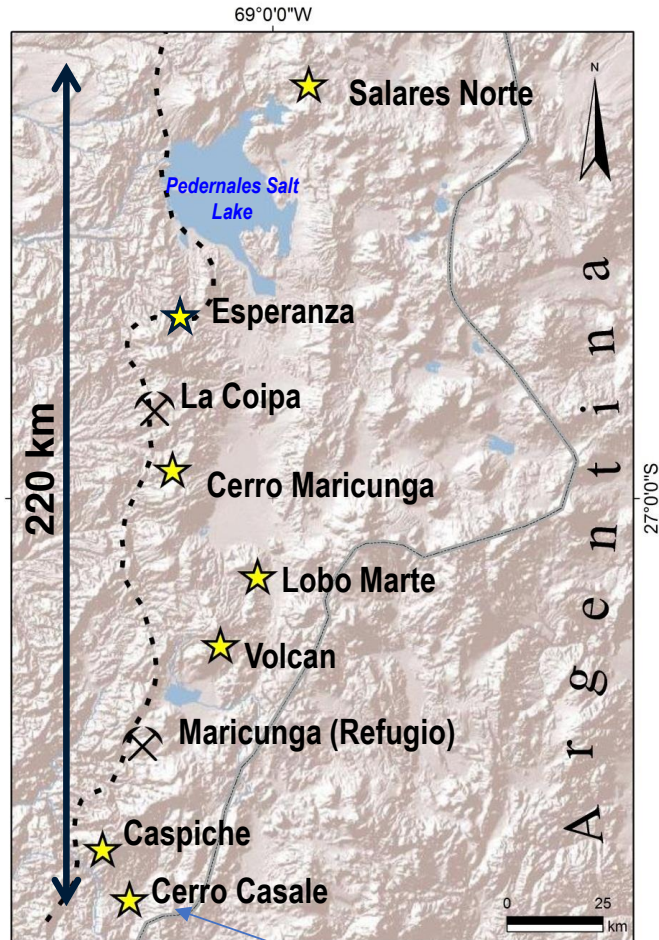 69°0'0"W
N
Salares Norte
Pedernales Salt
Lake
Esperanza
La Coipa
Cerro Maricunga
220 km
27°0'0"S
Argentina
Lobo Marte
Volcan
Maricunga (Refugio)
Caspiche
Cerro Casale
0 25
km